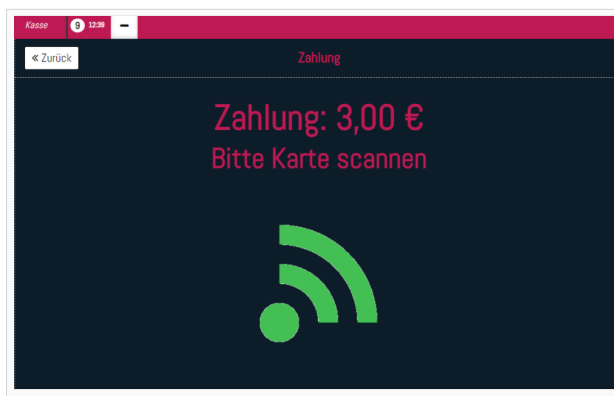 Kasse 9 12:39 –
« Zurück Zahlung
Zahlung: 3,00 €
Bitte Karte scannen